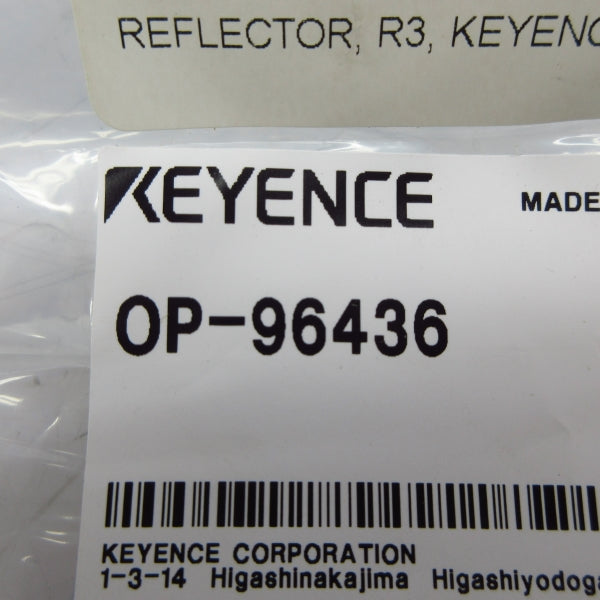 REFLECTOR, R3, KEYENC
KEYENCE MADE
OP-96436
KEYENCE CORPORATION
1-3-14 Higashinakajima Higashiyodoga